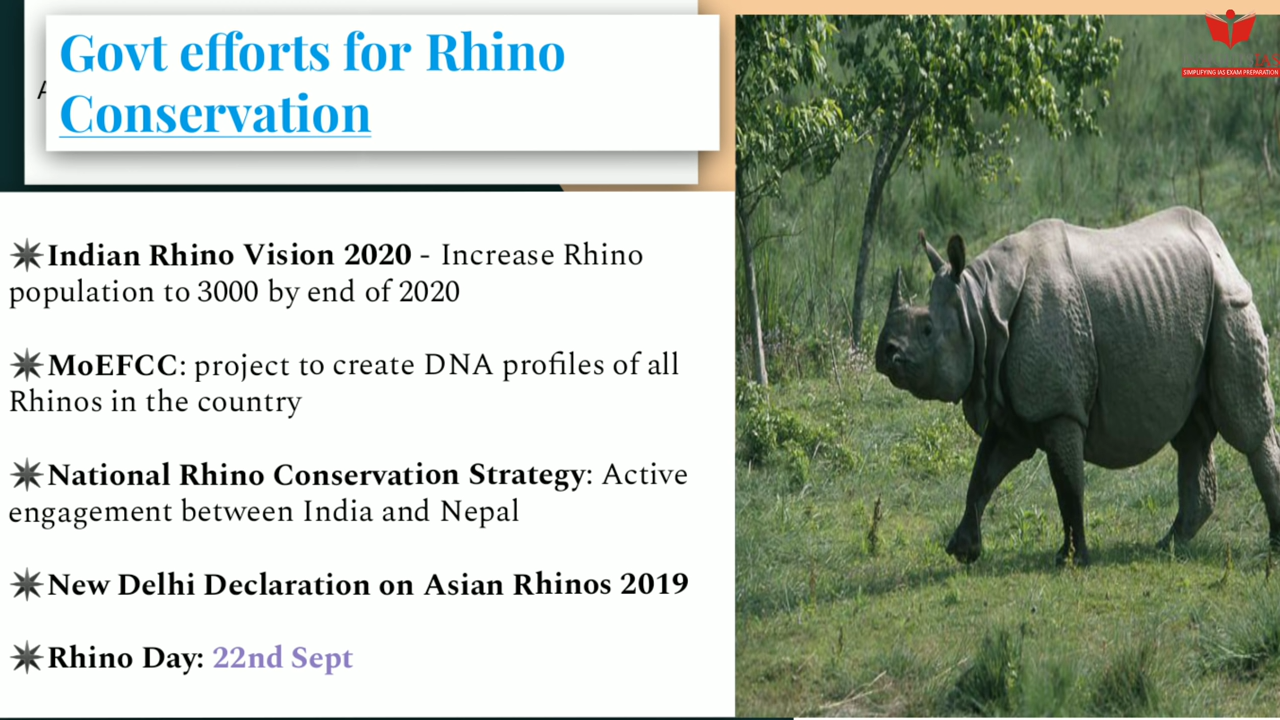 Govt efforts for Rhino
Conservation
A
Indian Rhino Vision 2020 - Increase Rhino
population to 3000 by end of 2020
MoEFCC: project to create DNA profiles of all
Rhinos in the country
National Rhino Conservation Strategy: Active
engagement between India and Nepal
New Delhi Declaration on Asian Rhinos 2019
Rhino Day: 22nd Sept
IAS
SIMPLIFYING IAS EXAM PREPARATION